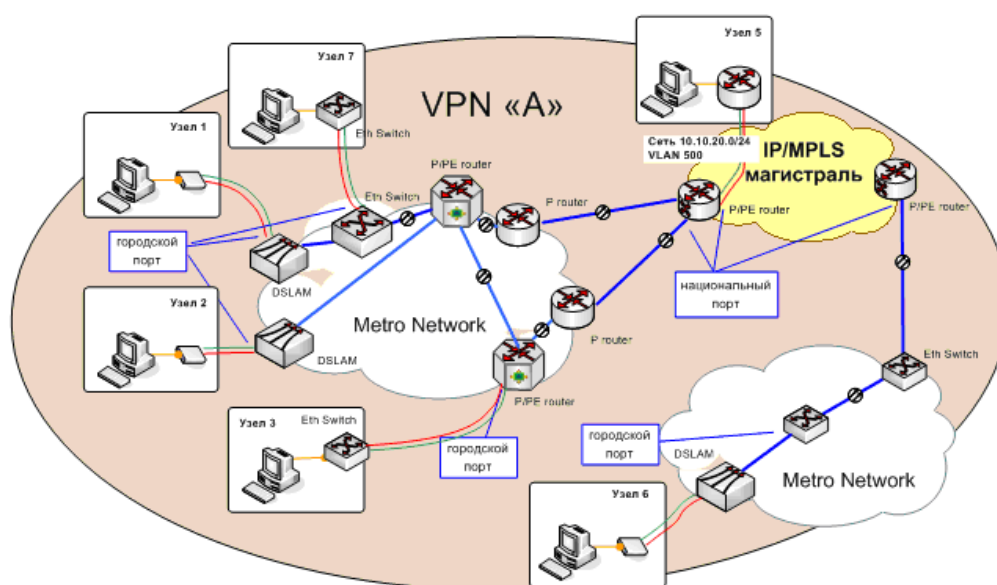 Узел 7
Узел 5
VPN «А»
Узел 1
Eth Switch
Сеть 10.10.20.0/24
VLAN 500
IP/MPLS
магистраль
P/PE router
Eth Switch
P router
P/PE router
P/PE router
городской
порт
национальный
порт
DSLAM
Узел 2
Metro Network
DSLAM
P router
Eth Switch
P/PE router
Узел 3
Eth Switch
городской
порт
городской
порт
DSLAM
Metro Network
Узел 6